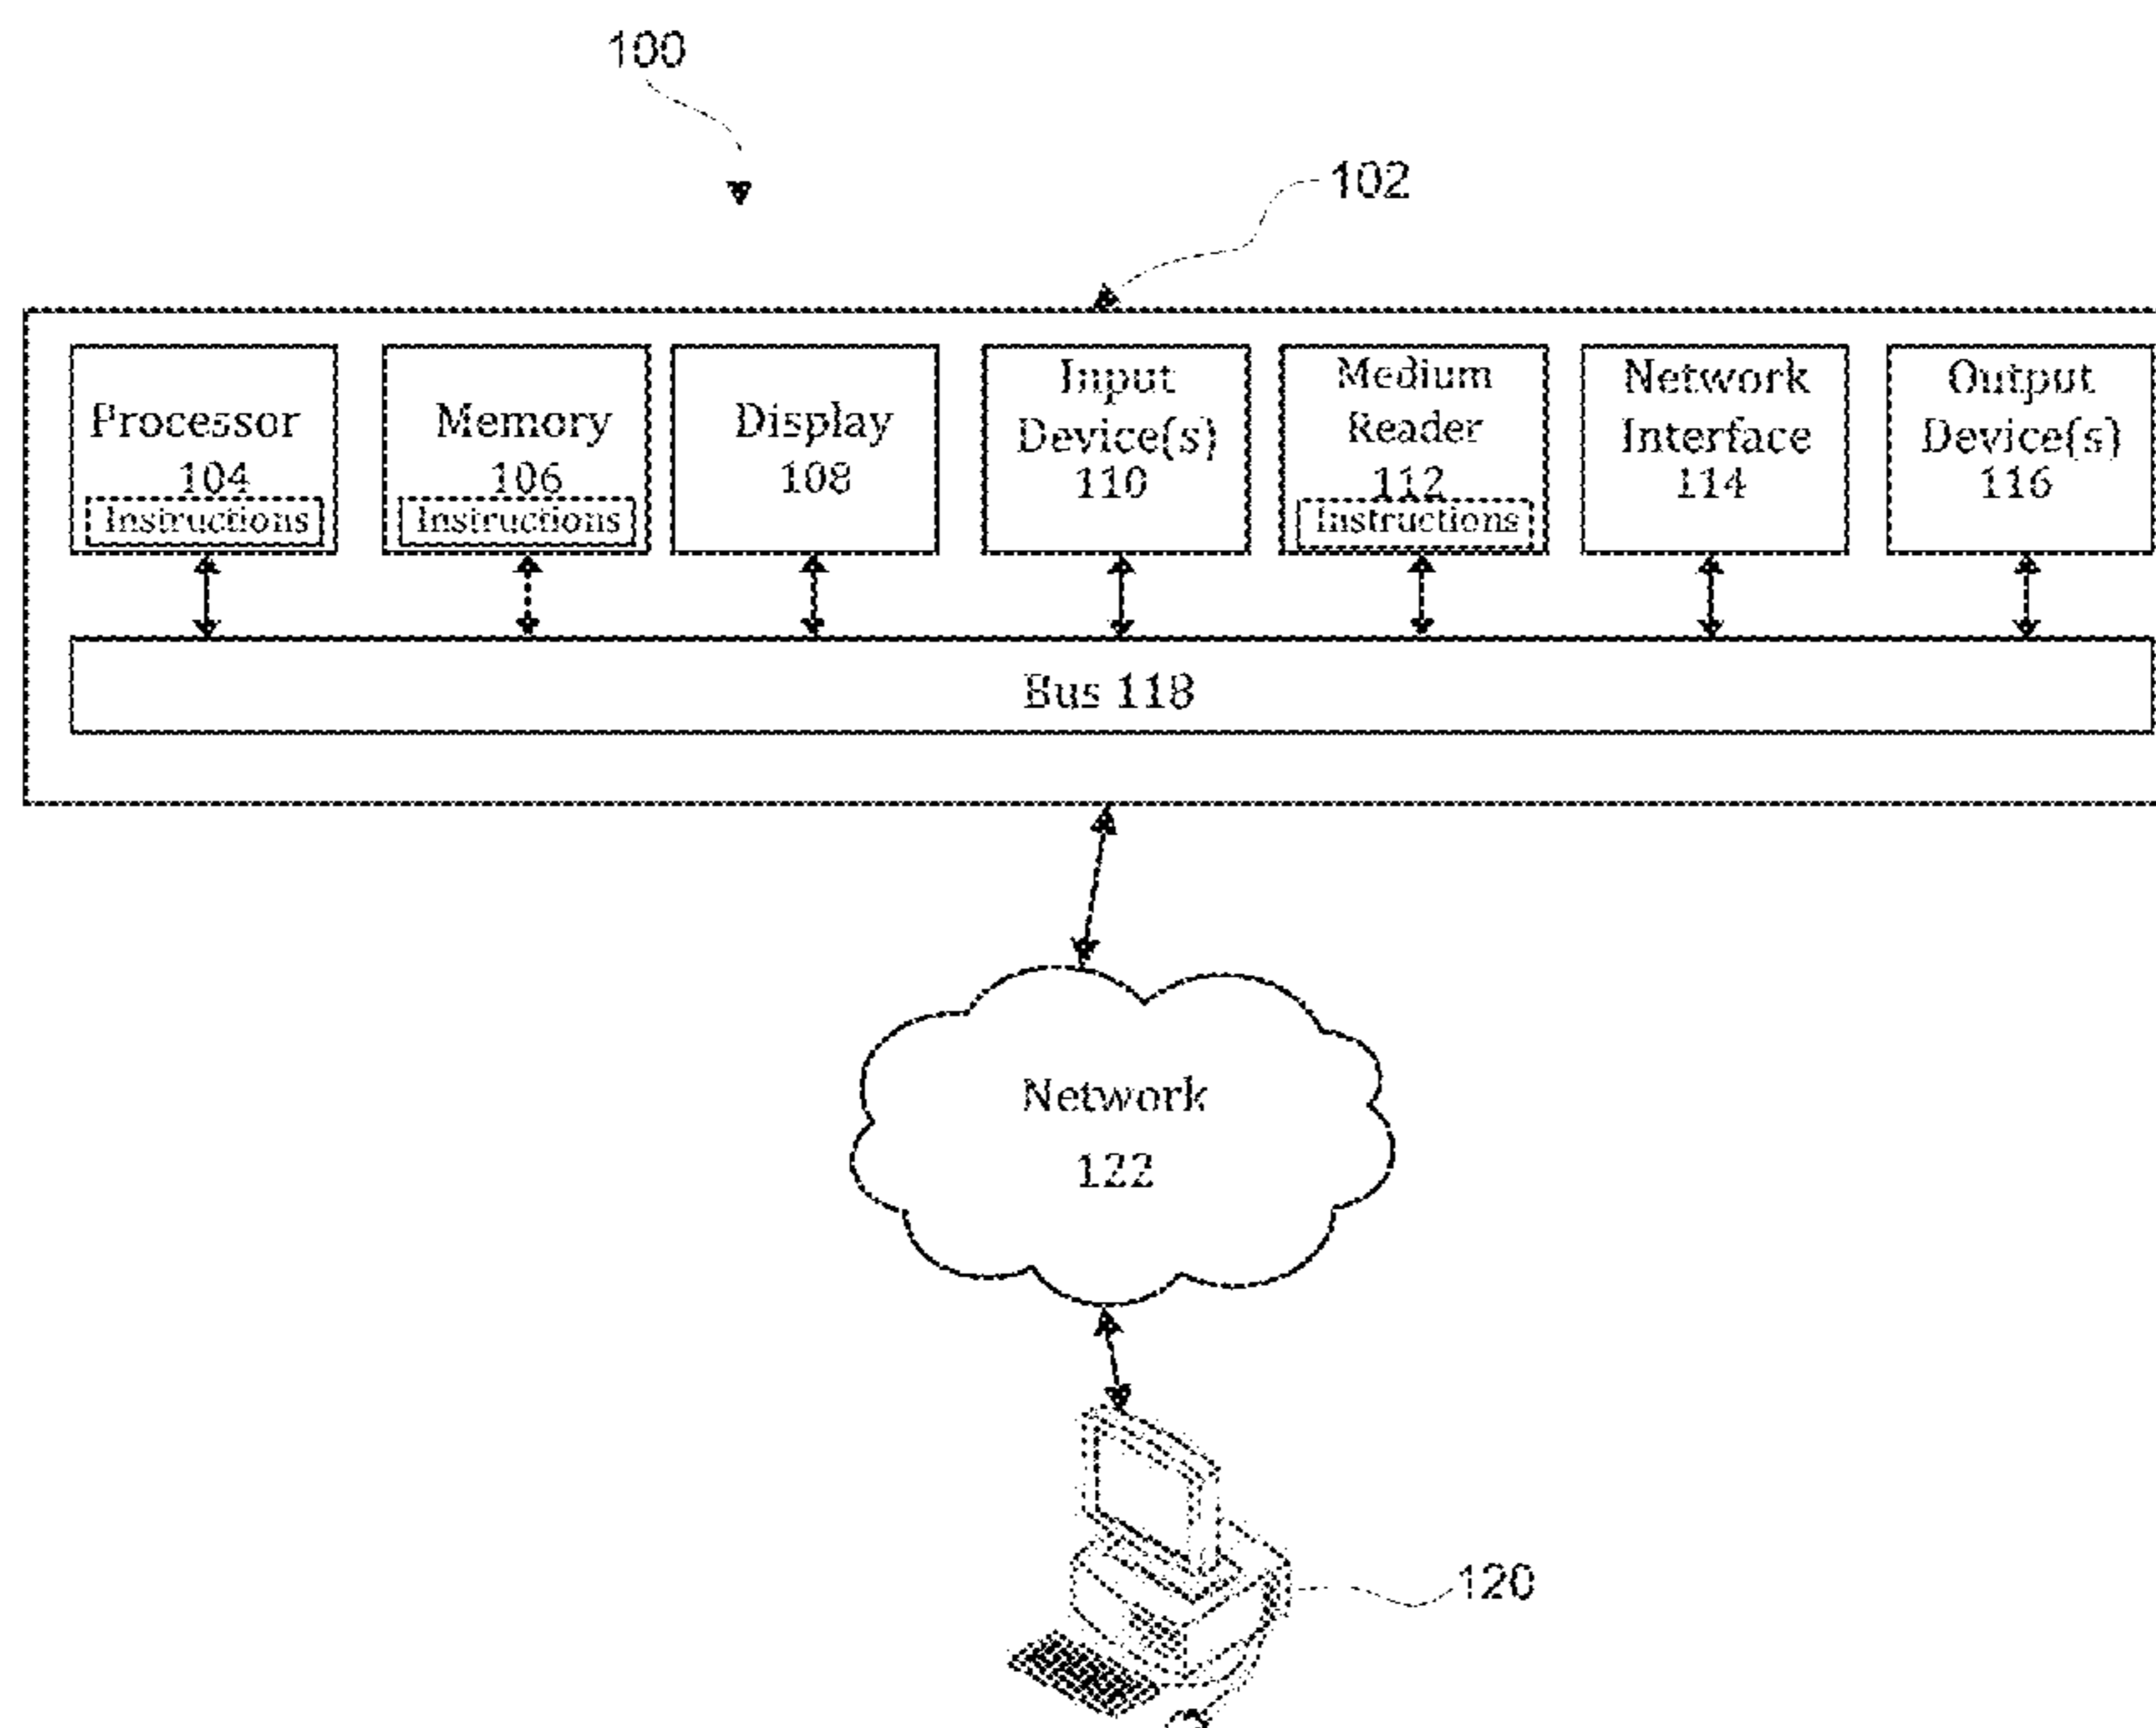 100
102
Processor
104
Instructions
Memory
106
Instructions
Display
108
Input
Device(s)
110
Medium
Reader
112
Instructions
Network
Interface
114
Output
Device(s)
116
Bus 118
Network
122
120